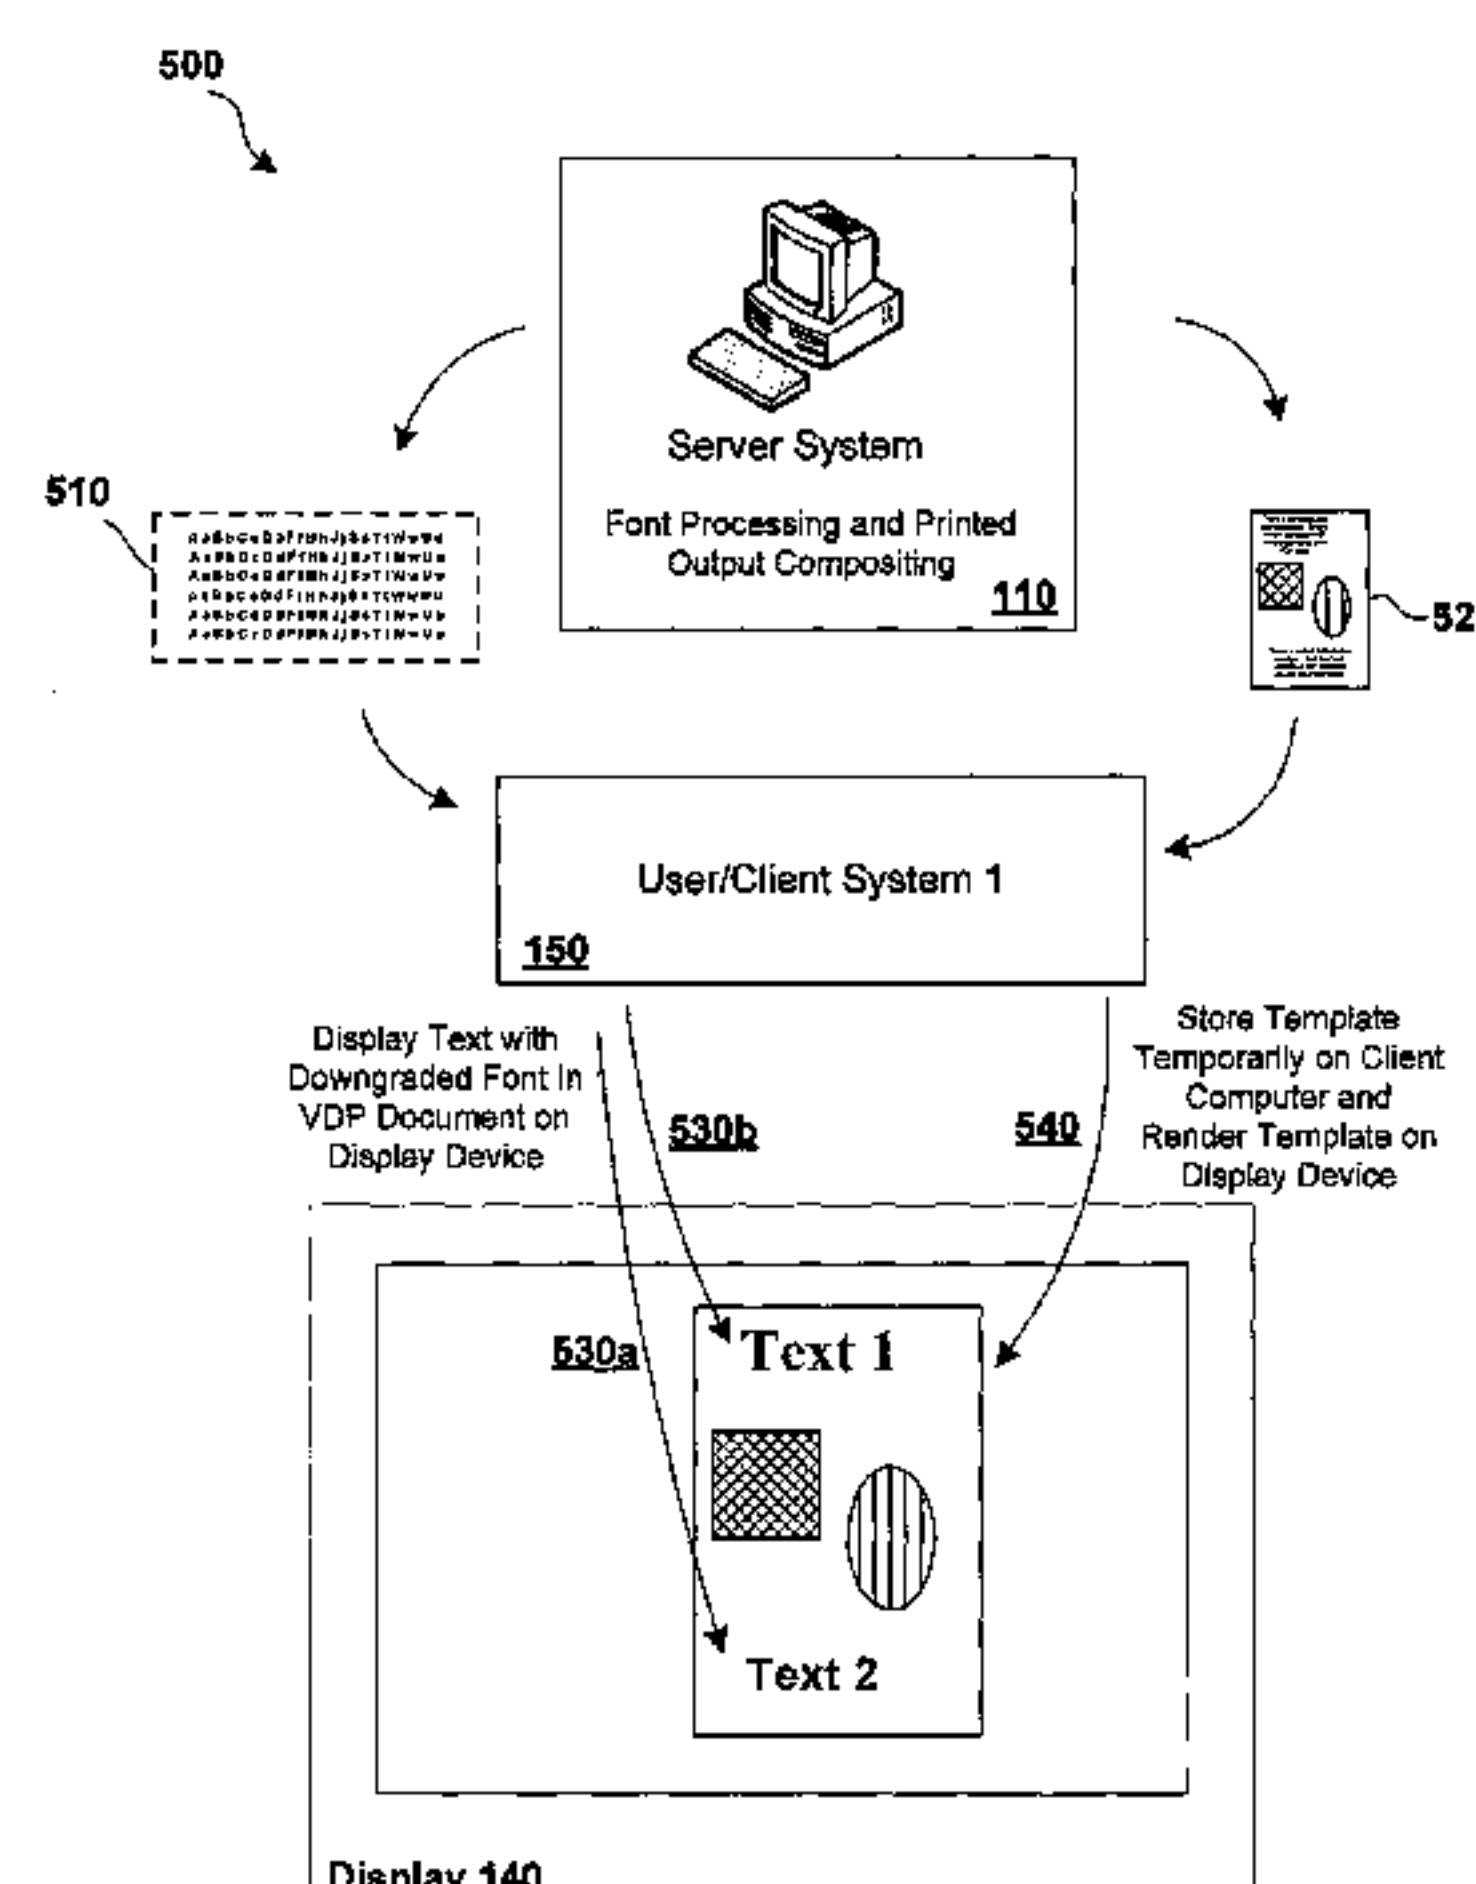 500
Server System
Font Processing and Printed
Output Compositing
110
510
52
User/Client System 1
150
Display Text with
Downgraded Font In
VDP Document on
Display Device
530b
540
Store Template
Temporarily on Client
Computer and
Render Template on
Display Device
530a
Text 1
Text 2
Display 140